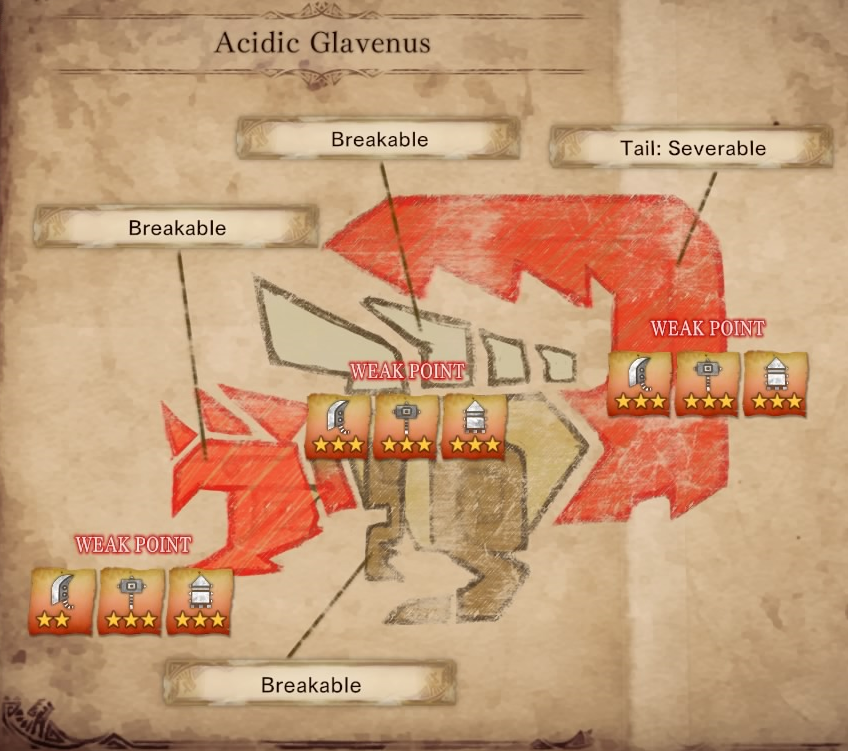 Acidic Glavenus
Breakable
Tail: Severable
Breakable
WEAK POINT
WEAK POINT
WEAK POINT
Breakable